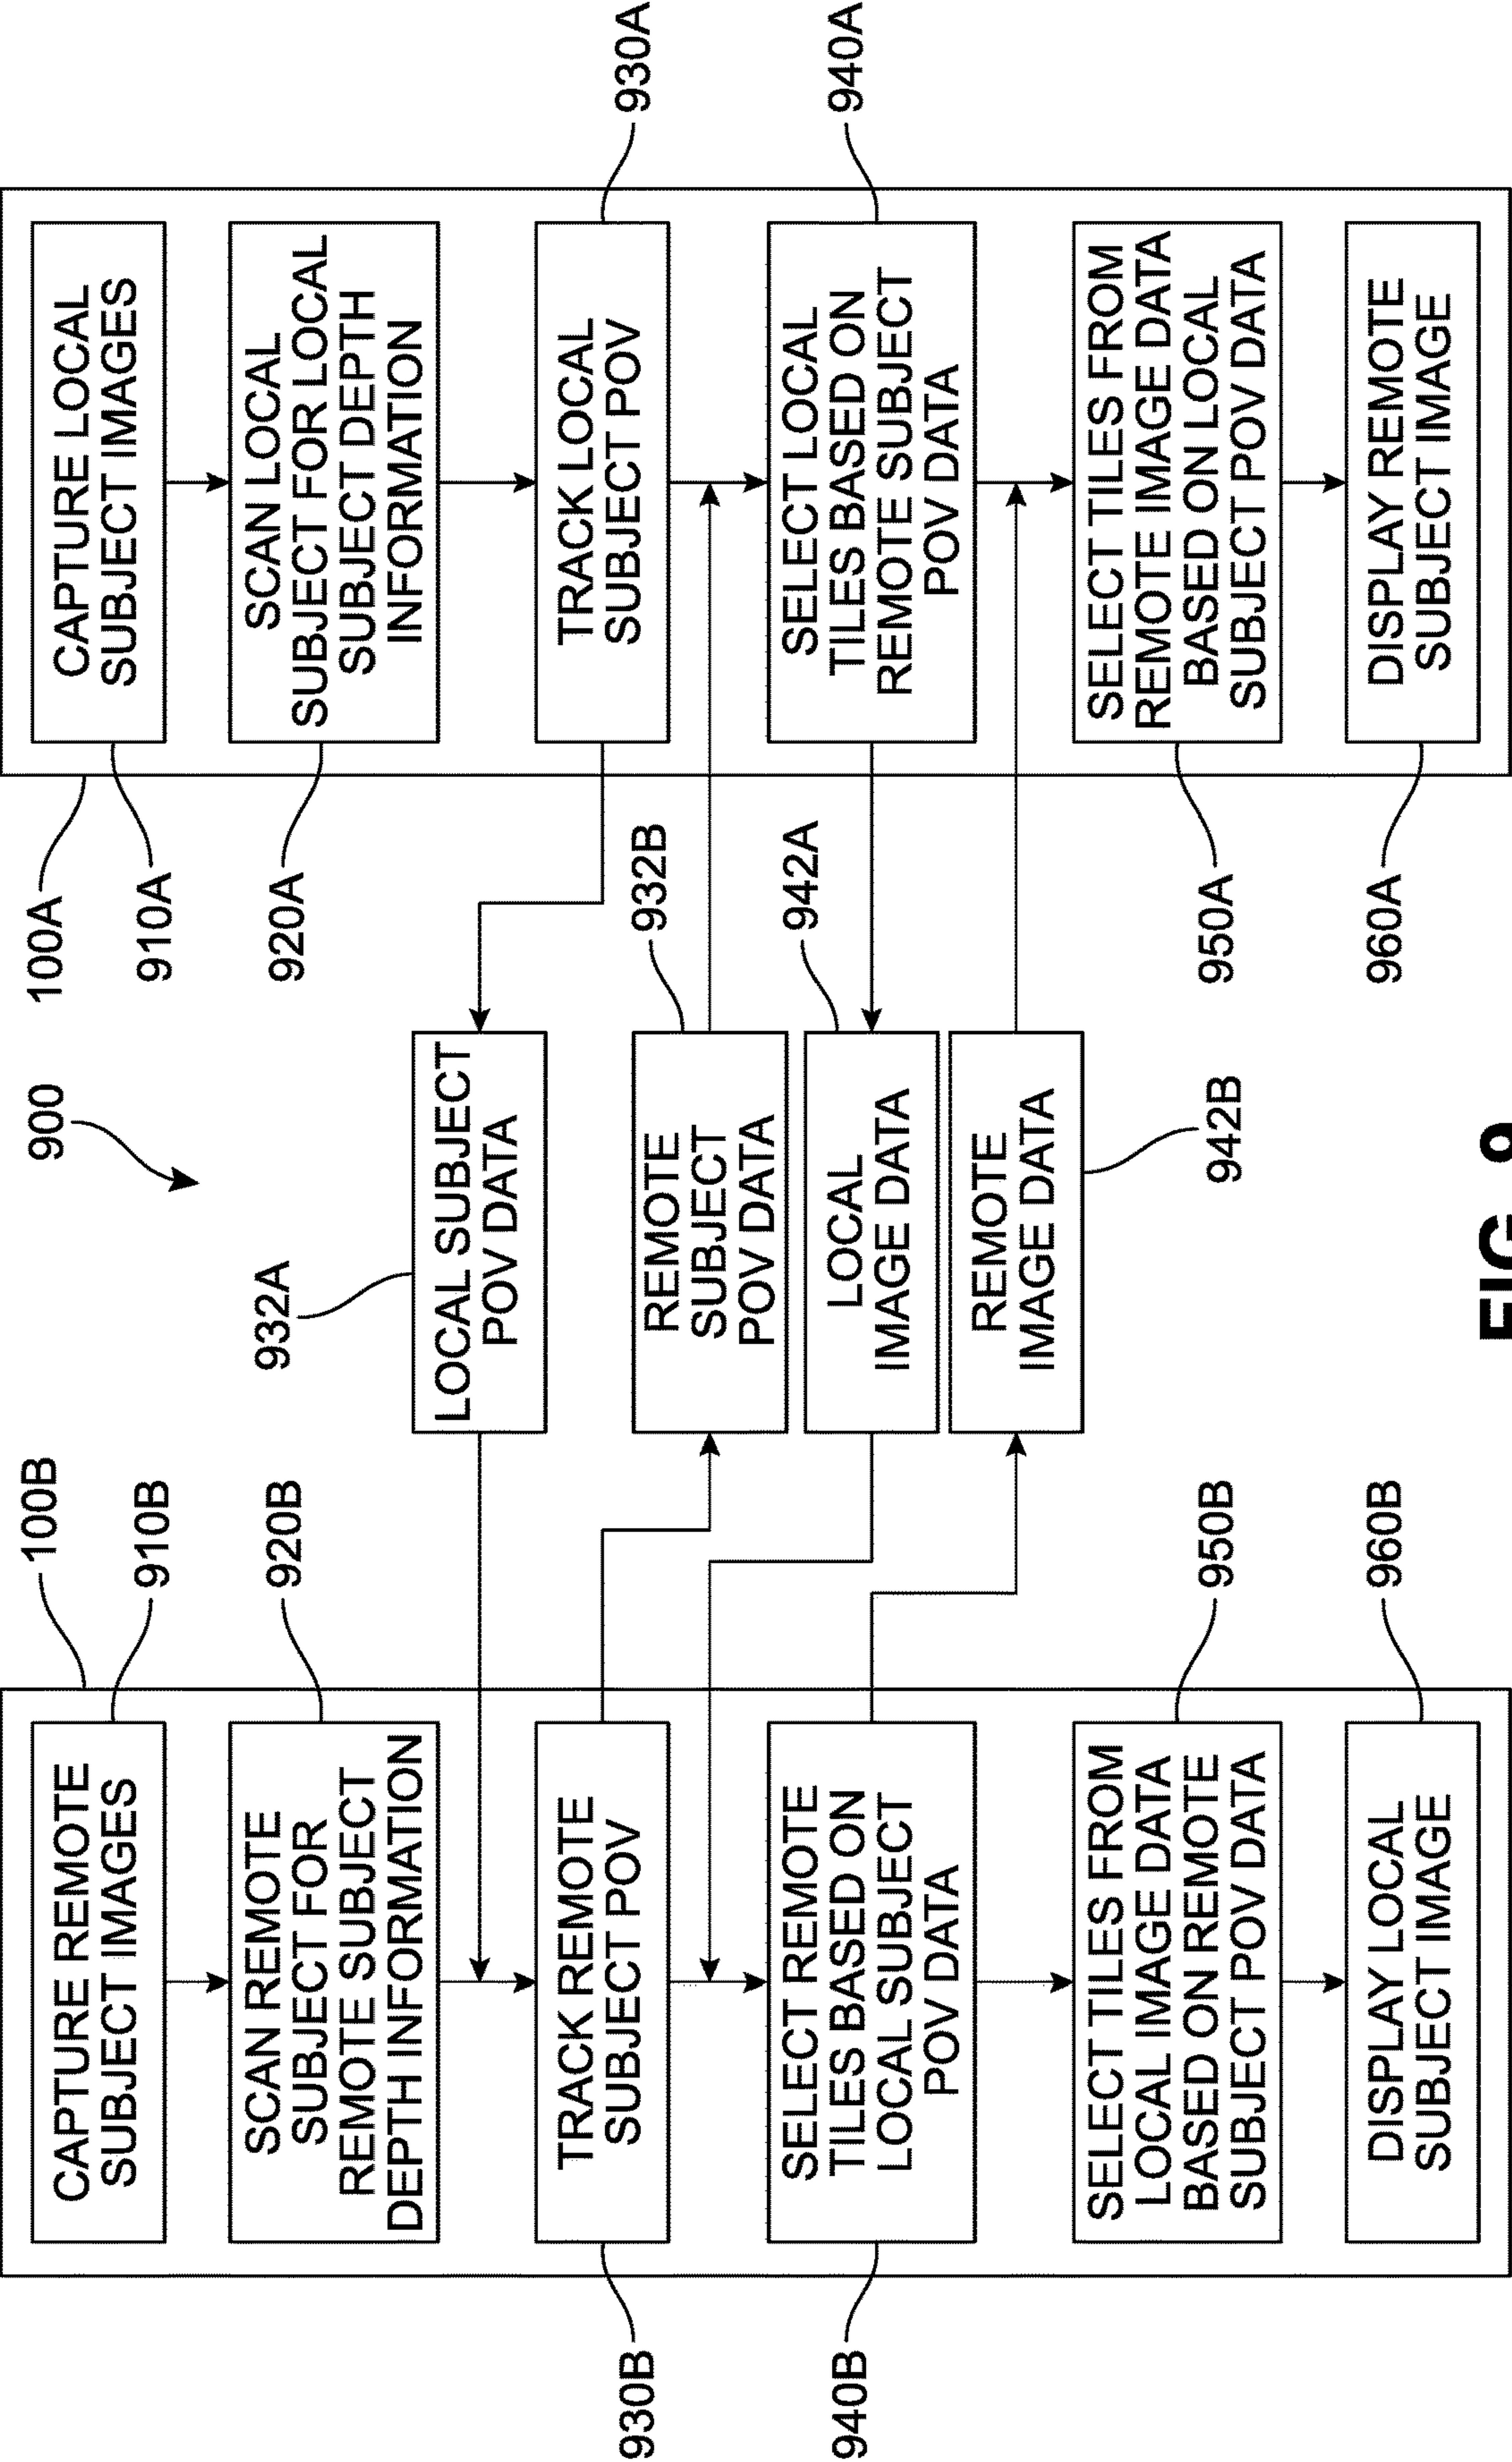 900
100B
910B
CAPTURE REMOTE
SUBJECT IMAGES
920B
SCAN REMOTE
SUBJECT FOR
REMOTE SUBJECT
DEPTH INFORMATION
930B
TRACK REMOTE
SUBJECT POV
940B
SELECT REMOTE
TILES BASED ON
LOCAL SUBJECT
POV DATA
950B
SELECT TILES FROM
LOCAL IMAGE DATA
BASED ON REMOTE
SUBJECT POV DATA
960B
DISPLAY LOCAL
SUBJECT IMAGE
932A
LOCAL SUBJECT
POV DATA
932B
REMOTE
SUBJECT
POV DATA
942A
LOCAL
IMAGE DATA
REMOTE
IMAGE DATA
942B
100A
910A
CAPTURE LOCAL
SUBJECT IMAGES
920A
SCAN LOCAL
SUBJECT FOR LOCAL
SUBJECT DEPTH
INFORMATION
930A
TRACK LOCAL
SUBJECT POV
940A
SELECT LOCAL
TILES BASED ON
REMOTE SUBJECT
POV DATA
950A
SELECT TILES FROM
REMOTE IMAGE DATA
BASED ON LOCAL
SUBJECT POV DATA
960A
DISPLAY REMOTE
SUBJECT IMAGE
FIG. 9